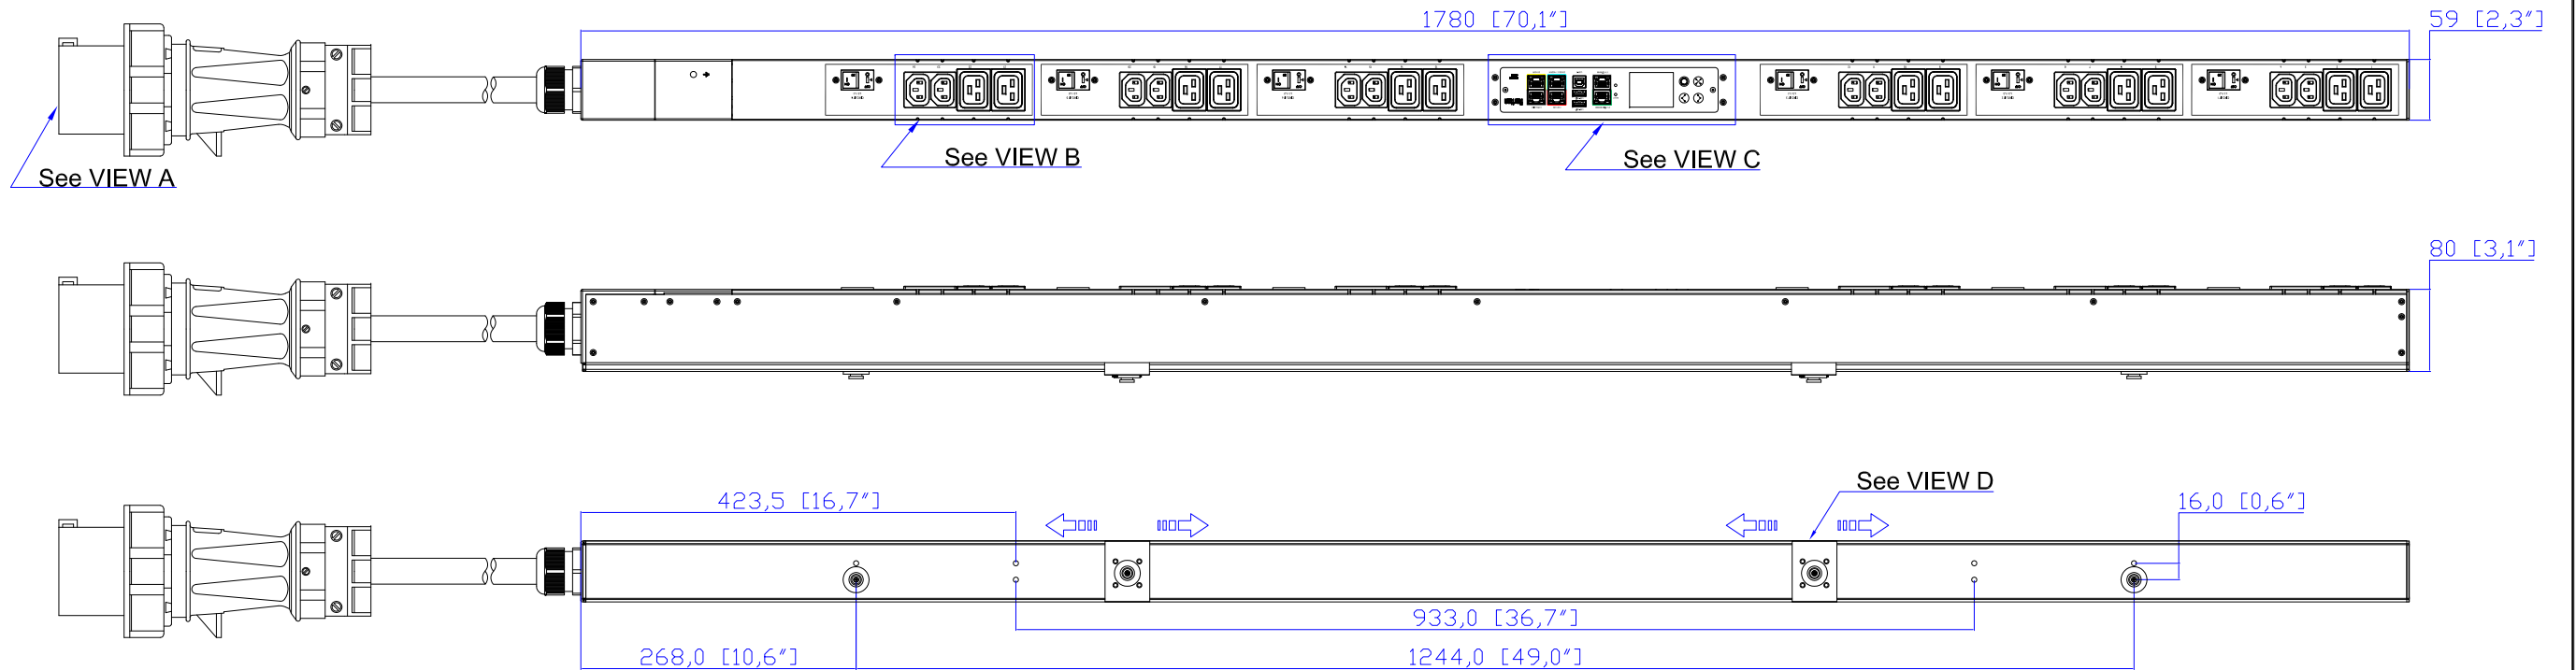 1780 [70,1"]
59 [2,3"]
See VIEW A
See VIEW B
See VIEW C
80 [3,1"]
423,5 [16,7"]
See VIEW D
16,0 [0,6"]
933,0 [36,7"]
268,0 [10,6"]
1244,0 [49,0"]